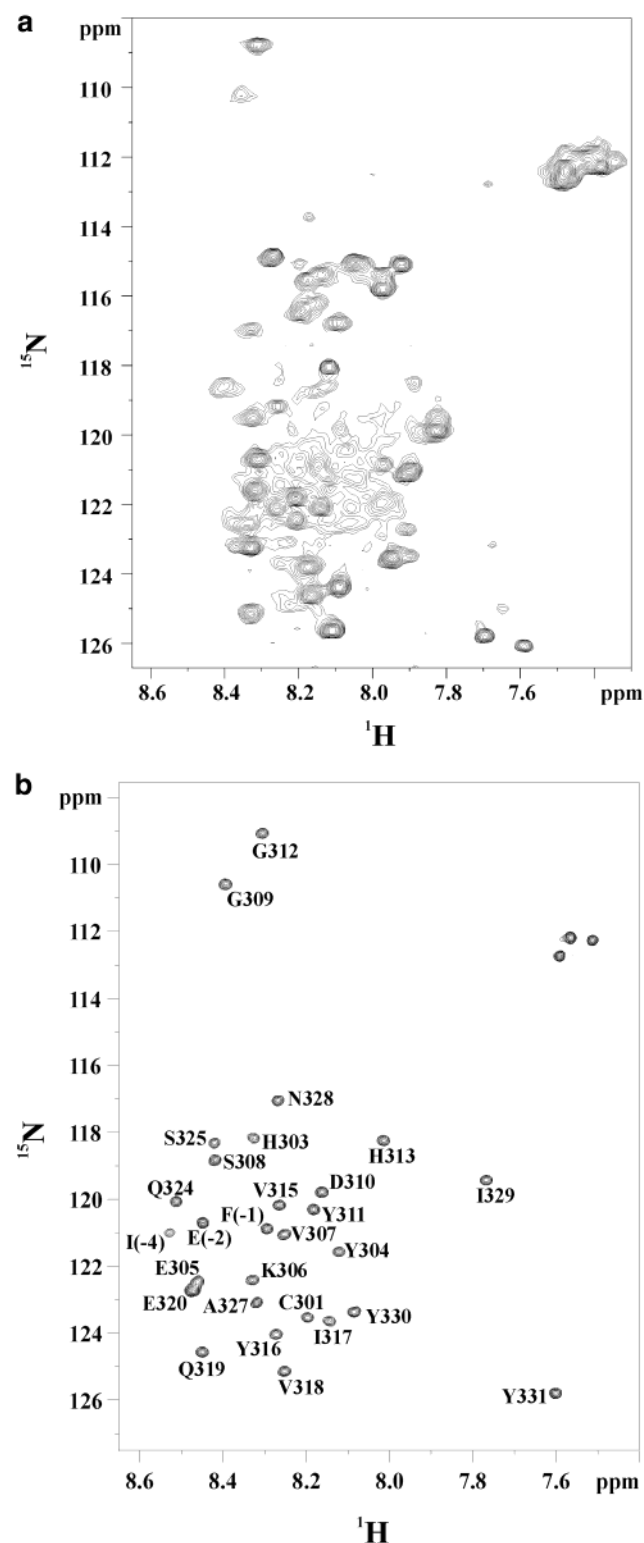 a
ppm
110
112
114
116
118
120
122
124
126
15N
8.6
8.4
8.2
8.0
7.8
7.6
ppm
1H
b
ppm
110
112
114
116
118
120
122
124
126
15N
G312
G309
N328
S325
H303
H313
S308
Q324
V315
D310
I329
F(-1)
Y311
I(-4)
E(-2)
V307
Y304
E305
K306
E320
A327
C301
Y330
Y316
I317
Q319
V318
Y331
8.6
8.4
8.2
8.0
7.8
7.6
ppm
1H